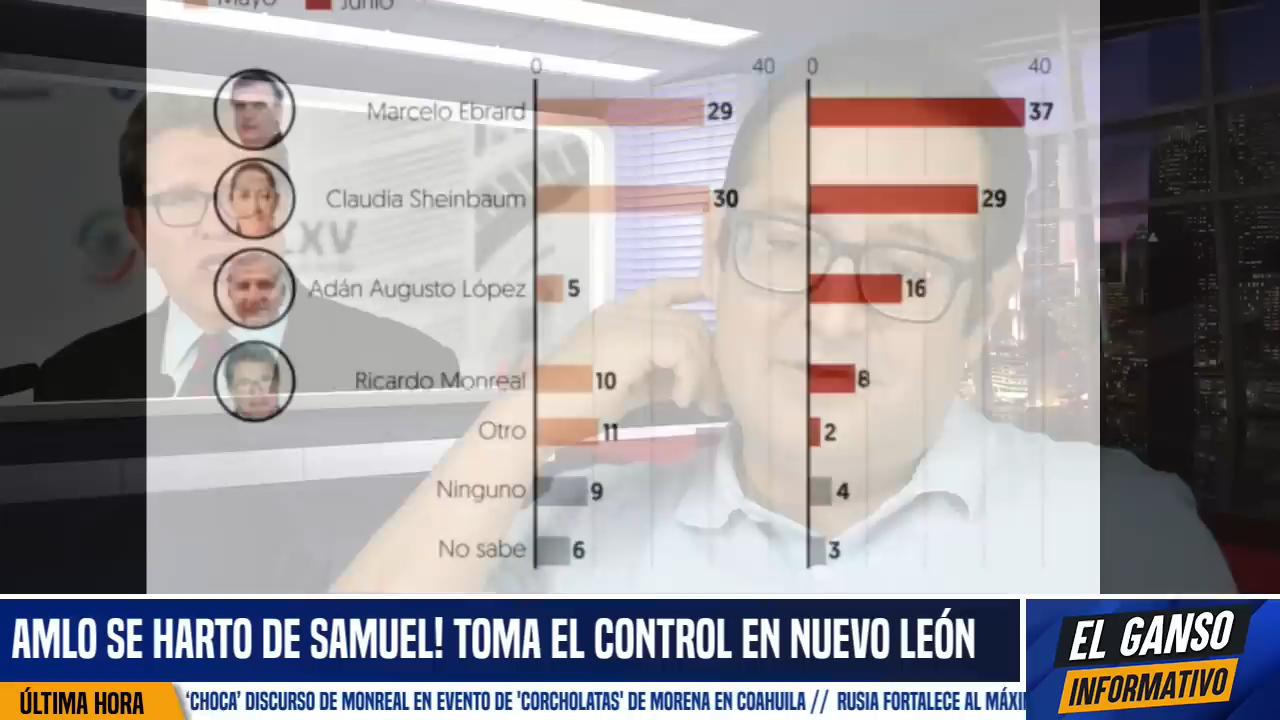 Mayo Junio
0 40 0 40
Marcelo Ebrard 29 37
Claudia Sheinbaum 30 29
LXV
Adán Augusto López 5 16
Ricardo Monreal 10 8
Otro 11 2
Ninguno 9 4
No sabe 6 3
AMLO SE HARTO DE SAMUEL! TOMA EL CONTROL EN NUEVO LEÓN
EL GANSO
INFORMATIVO
ÚLTIMA HORA
'CHOCA' DISCURSO DE MONREAL EN EVENTO DE 'CORCHOLATAS' DE MORENA EN COAHUILA // RUSIA FORTALECE AL